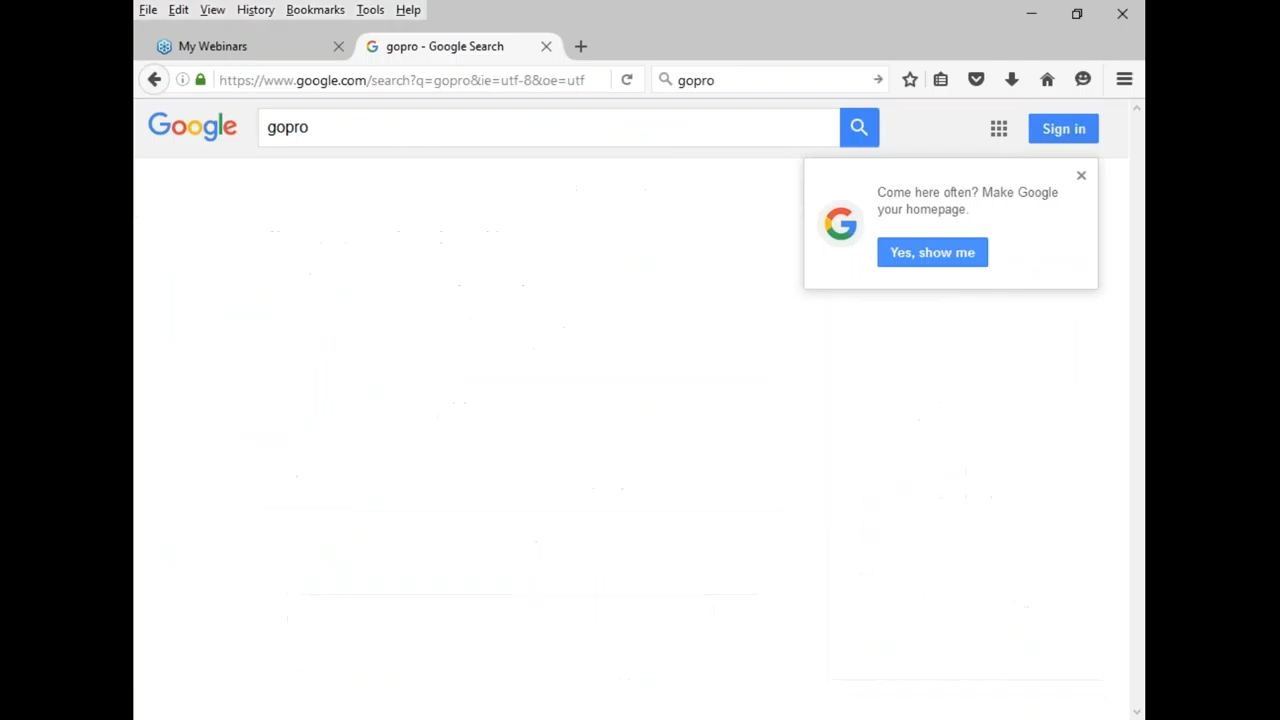 File Edit View History Bookmarks Tools Help
My Webinars
gopro - Google Search
https://www.google.com/search?q=gopro&ie=utf-8&oe=utf
gopro
Google
gopro
Sign in
Come here often? Make Google
your homepage.
Yes, show me